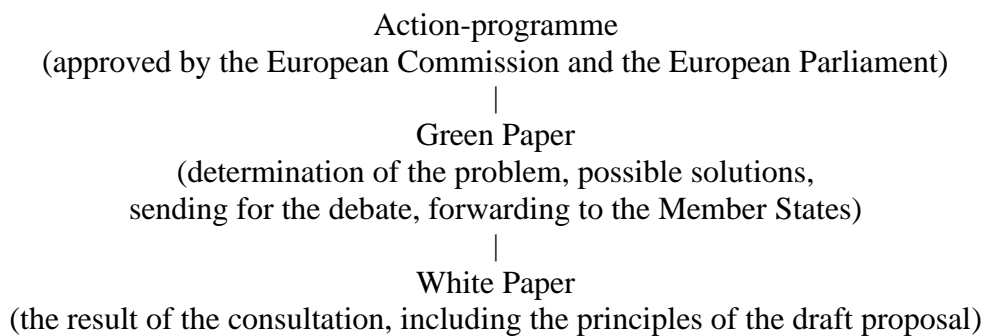 Action-programme
(approved by the European Commission and the European Parliament)
|
Green Paper
(determination of the problem, possible solutions,
sending for the debate, forwarding to the Member States)
|
White Paper
(the result of the consultation, including the principles of the draft proposal)